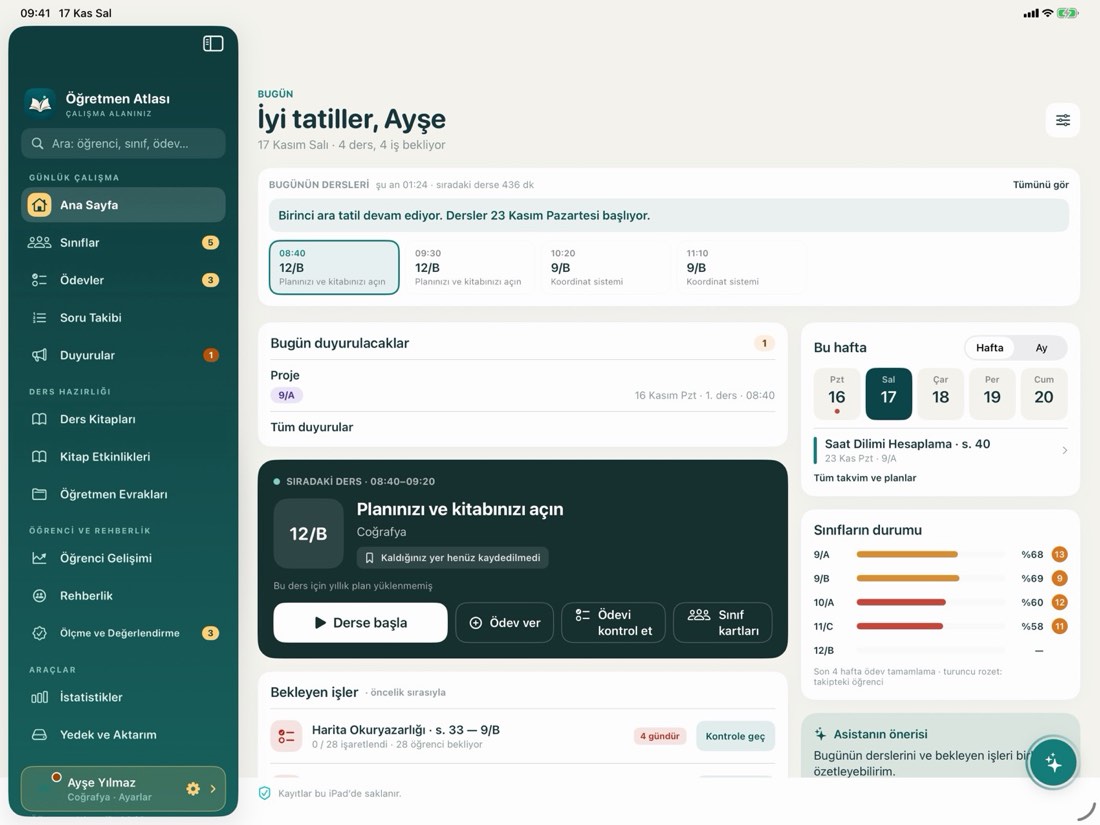 09:41 17 Kas Sal
Öğretmen Atlası
ÇALIŞMA ALANINIZ
Ara: öğrenci, sınıf, ödev...
GÜNLÜK ÇALIŞMA
Ana Sayfa
Sınıflar 5
Ödevler 3
Soru Takibi
Duyurular 1
DERS HAZIRLIĞI
Ders Kitapları
Kitap Etkinlikleri
Öğretmen Evrakları
ÖĞRENCİ VE REHBERLİK
Öğrenci Gelişimi
Rehberlik
Ölçme ve Değerlendirme 3
ARAÇLAR
İstatistikler
Yedek ve Aktarım
Ayşe Yılmaz
Coğrafya · Ayarlar
BUGÜN
İyi tatiller, Ayşe
17 Kasım Salı · 4 ders, 4 iş bekliyor
BUGÜNÜN DERSLERİ şu an 01:24 · sıradaki derse 436 dk Tümünü gör
Birinci ara tatil devam ediyor. Dersler 23 Kasım Pazartesi başlıyor.
08:40
12/B
Planınızı ve kitabınızı açın
09:30
12/B
Planınızı ve kitabınızı açın
10:20
9/B
Koordinat sistemi
11:10
9/B
Koordinat sistemi
Bugün duyurulacaklar 1
Proje
9/A 16 Kasım Pzt · 1. ders · 08:40
Tüm duyurular
SIRADAKİ DERS · 08:40–09:20
12/B
Planınızı ve kitabınızı açın
Coğrafya
Kaldığınız yer henüz kaydedilmedi
Bu ders için yıllık plan yüklenmemiş
Derse başla
Ödev ver
Ödevi
kontrol et
Sınıf
kartları
Bekleyen işler · öncelik sırasıyla
Harita Okuryazarlığı · s. 33 — 9/B
0 / 28 işaretlendi · 28 öğrenci bekliyor
4 gündür
Kontrole geç
Kayıtlar bu iPad'de saklanır.
Bu hafta
Hafta Ay
Pzt Sal Çar Per Cum
16 17 18 19 20
Saat Dilimi Hesaplama · s. 40
23 Kas Pzt · 9/A
Tüm takvim ve planlar
Sınıfların durumu
9/A %68 13
9/B %69 9
10/A %60 12
11/C %58 11
12/B —
Son 4 hafta ödev tamamlama · turuncu rozet:
takipteki öğrenci
Asistanın önerisi
Bugünün derslerini ve bekleyen işleri
özetleyebilirim.